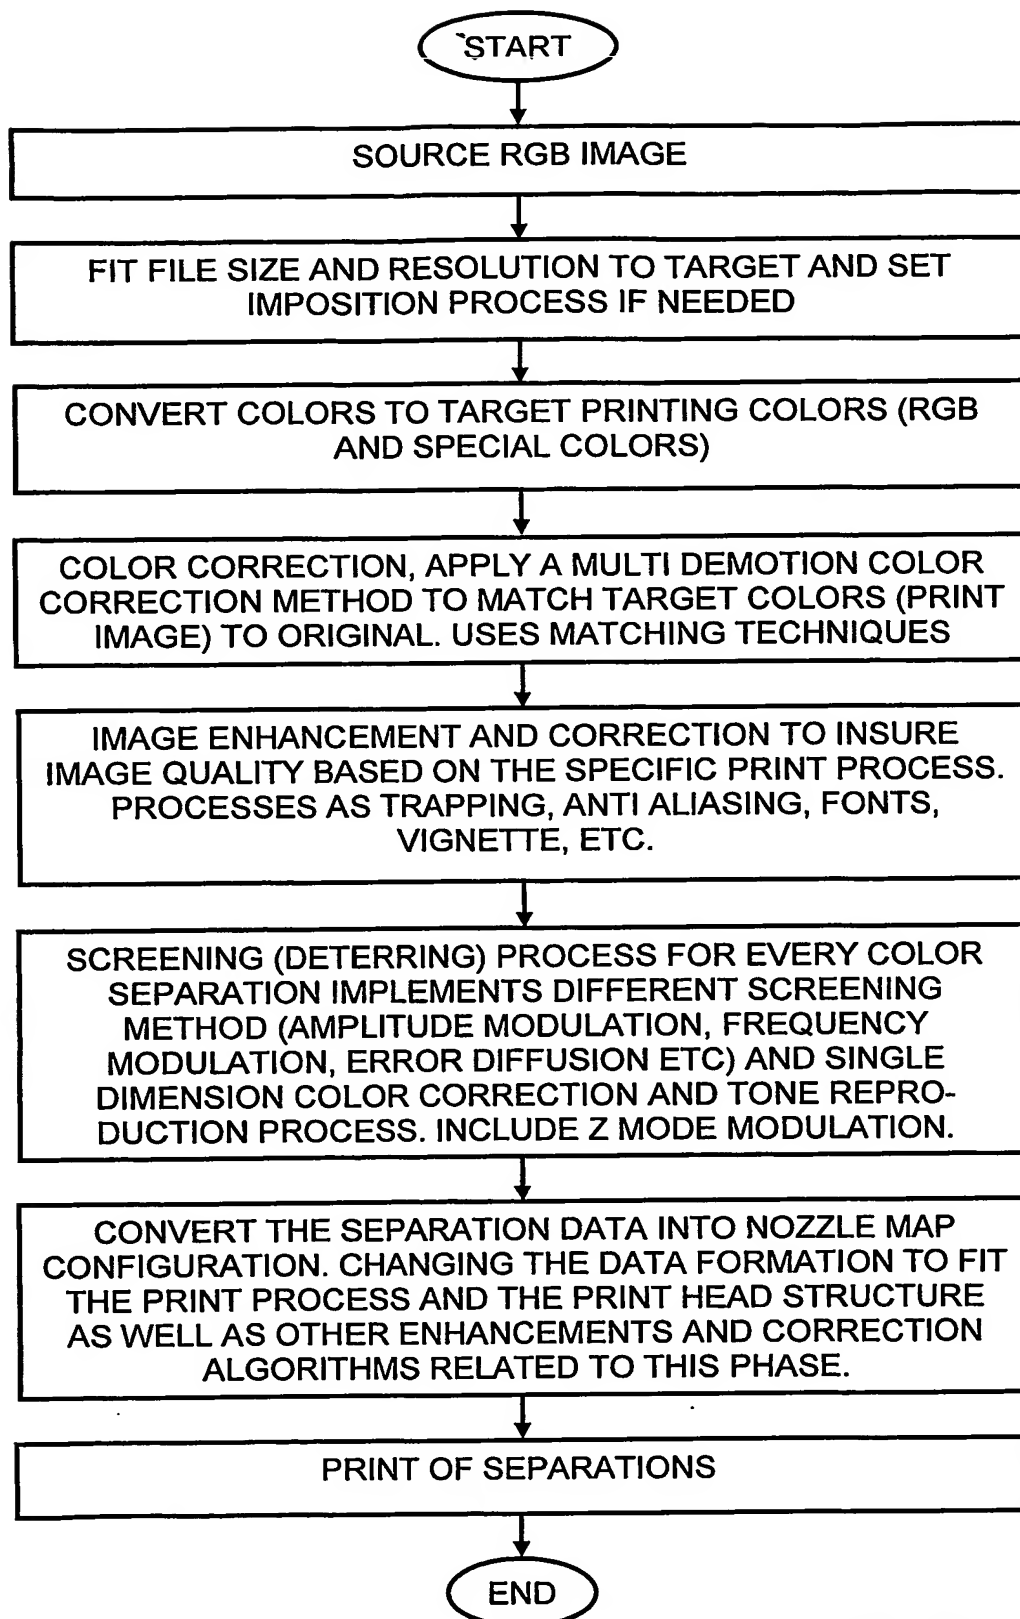 START
SOURCE RGB IMAGE
FIT FILE SIZE AND RESOLUTION TO TARGET AND SET
IMPOSITION PROCESS IF NEEDED
CONVERT COLORS TO TARGET PRINTING COLORS (RGB
AND SPECIAL COLORS)
COLOR CORRECTION, APPLY A MULTI DEMOTION COLOR
CORRECTION METHOD TO MATCH TARGET COLORS (PRINT
IMAGE) TO ORIGINAL. USES MATCHING TECHNIQUES
IMAGE ENHANCEMENT AND CORRECTION TO INSURE
IMAGE QUALITY BASED ON THE SPECIFIC PRINT PROCESS.
PROCESSES AS TRAPPING, ANTI ALIASING, FONTS,
VIGNETTE, ETC.
SCREENING (DETERRING) PROCESS FOR EVERY COLOR
SEPARATION IMPLEMENTS DIFFERENT SCREENING
METHOD (AMPLITUDE MODULATION, FREQUENCY
MODULATION, ERROR DIFFUSION ETC) AND SINGLE
DIMENSION COLOR CORRECTION AND TONE REPRO-
DUCTION PROCESS. INCLUDE Z MODE MODULATION.
CONVERT THE SEPARATION DATA INTO NOZZLE MAP
CONFIGURATION. CHANGING THE DATA FORMATION TO FIT
THE PRINT PROCESS AND THE PRINT HEAD STRUCTURE
AS WELL AS OTHER ENHANCEMENTS AND CORRECTION
ALGORITHMS RELATED TO THIS PHASE.
PRINT OF SEPARATIONS
END